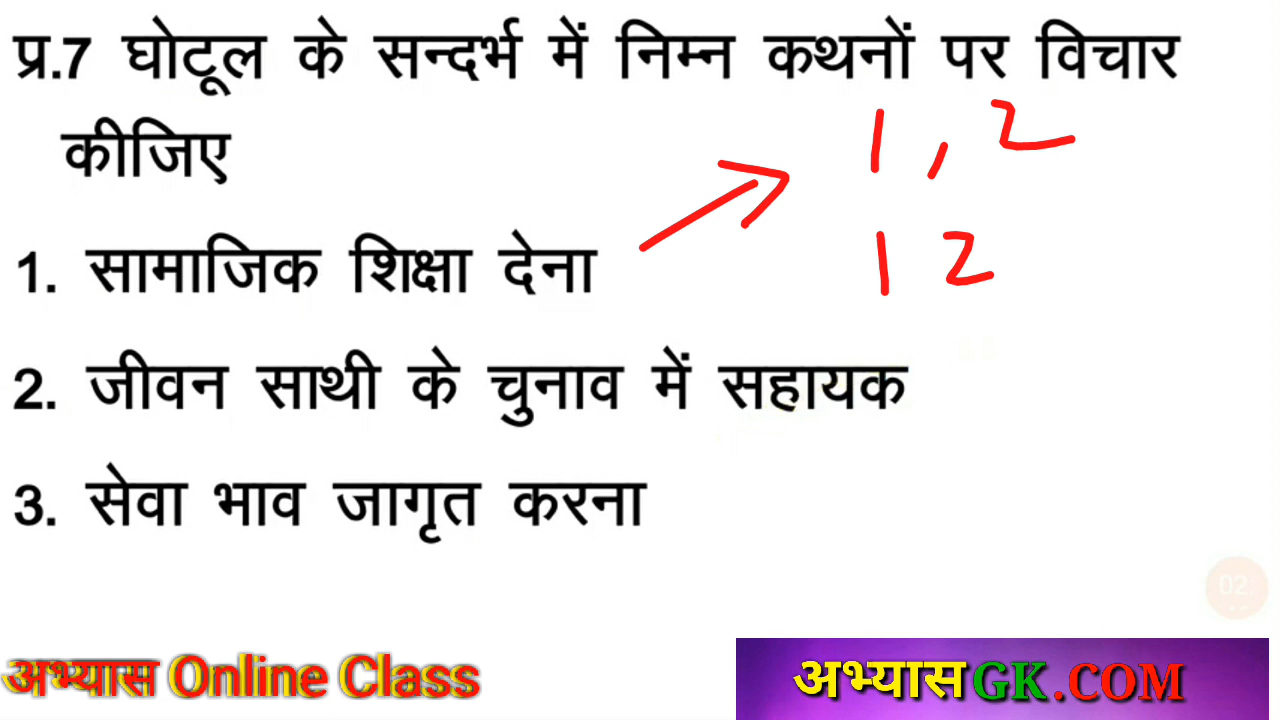 प्र.7 घोटूल के सन्दर्भ में निम्न कथनों पर विचार
कीजिए
1, 2
1 2
1. सामाजिक शिक्षा देना
2. जीवन साथी के चुनाव में सहायक
3. सेवा भाव जागृत करना
अभ्यास Online Class
अभ्यासGK.COM